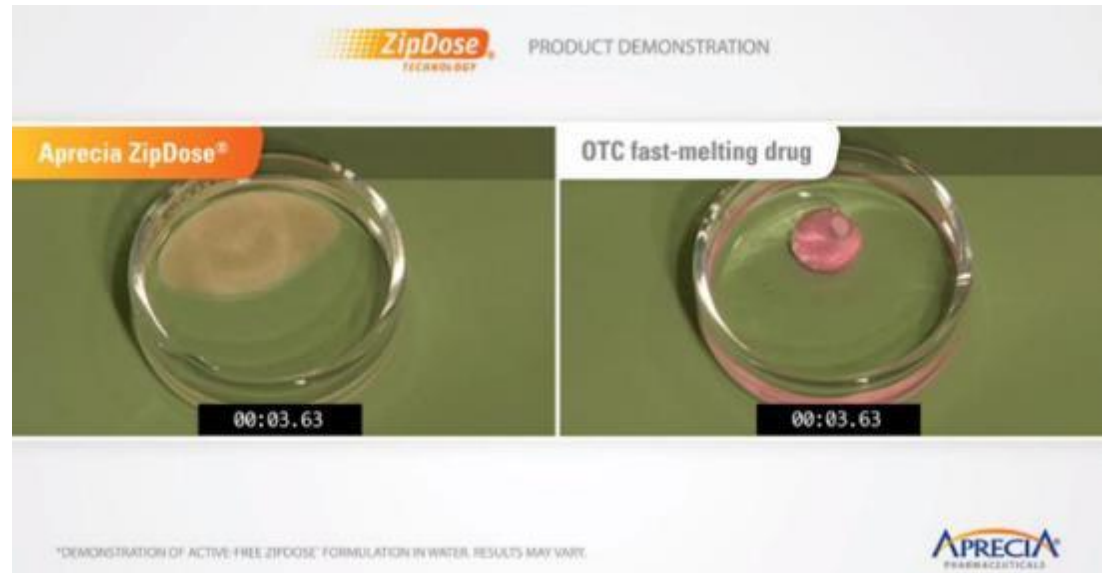 ZipDose®
TECHNOLOGY
PRODUCT DEMONSTRATION
Aprecia ZipDose®
OTC fast-melting drug
00:03.63
00:03.63
*DEMONSTRATION OF ACTIVE-FREE ZIPDOSE® FORMULATION IN WATER. RESULTS MAY VARY.
APRECIA
PHARMACEUTICALS